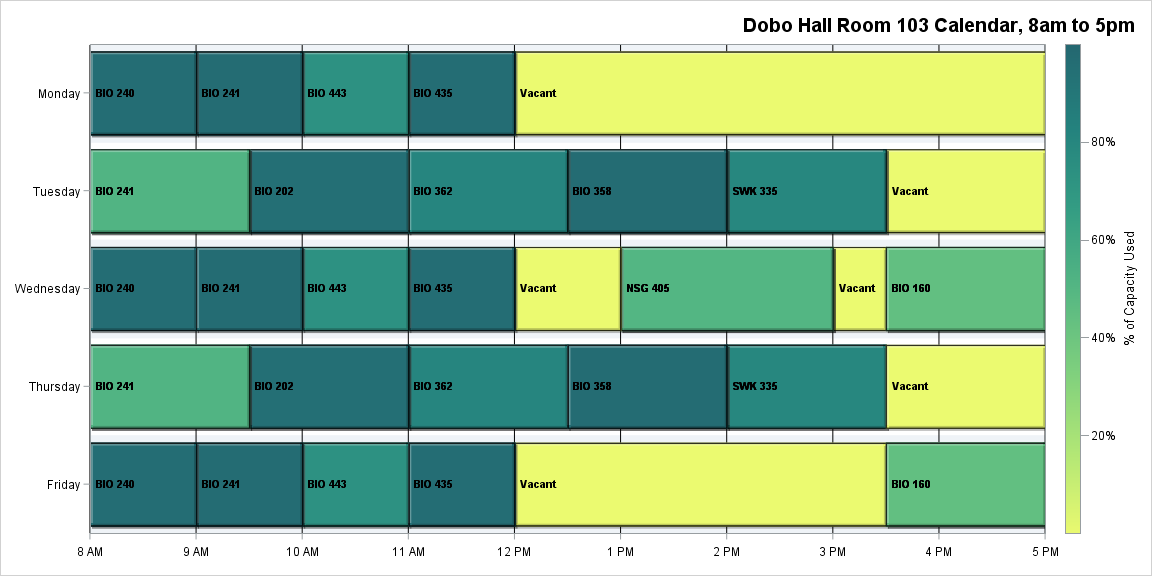 Dobo Hall Room 103 Calendar, 8am to 5pm
Monday BIO 240 BIO 241 BIO 443 BIO 435 Vacant
Tuesday BIO 241 BIO 202 BIO 362 BIO 358 SWK 335 Vacant
Wednesday BIO 240 BIO 241 BIO 443 BIO 435 Vacant NSG 405 Vacant BIO 160
Thursday BIO 241 BIO 202 BIO 362 BIO 358 SWK 335 Vacant
Friday BIO 240 BIO 241 BIO 443 BIO 435 Vacant BIO 160
8 AM 9 AM 10 AM 11 AM 12 PM 1 PM 2 PM 3 PM 4 PM 5 PM
80%
60%
40%
20%
% of Capacity Used